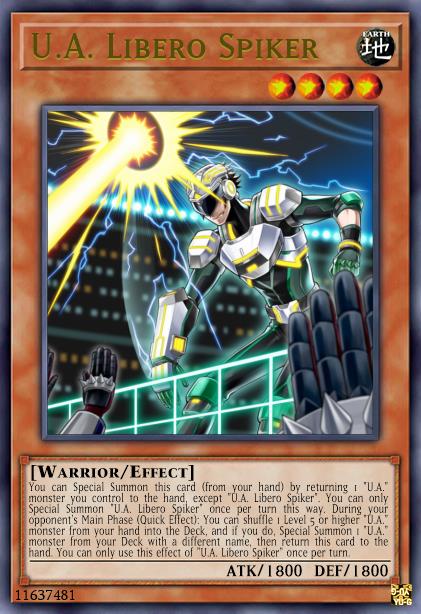 U.A. Libero Spiker
EARTH
地
[Warrior/Effect]
You can Special Summon this card (from your hand) by returning 1 "U.A."
monster you control to the hand, except "U.A. Libero Spiker". You can only
Special Summon "U.A. Libero Spiker" once per turn this way. During your
opponent's Main Phase (Quick Effect): You can shuffle 1 Level 5 or higher "U.A."
monster from your hand into the Deck, and if you do, Special Summon 1 "U.A."
monster from your Deck with a different name, then return this card to the
hand. You can only use this effect of "U.A. Libero Spiker" once per turn.
ATK/1800 DEF/1800
11637481